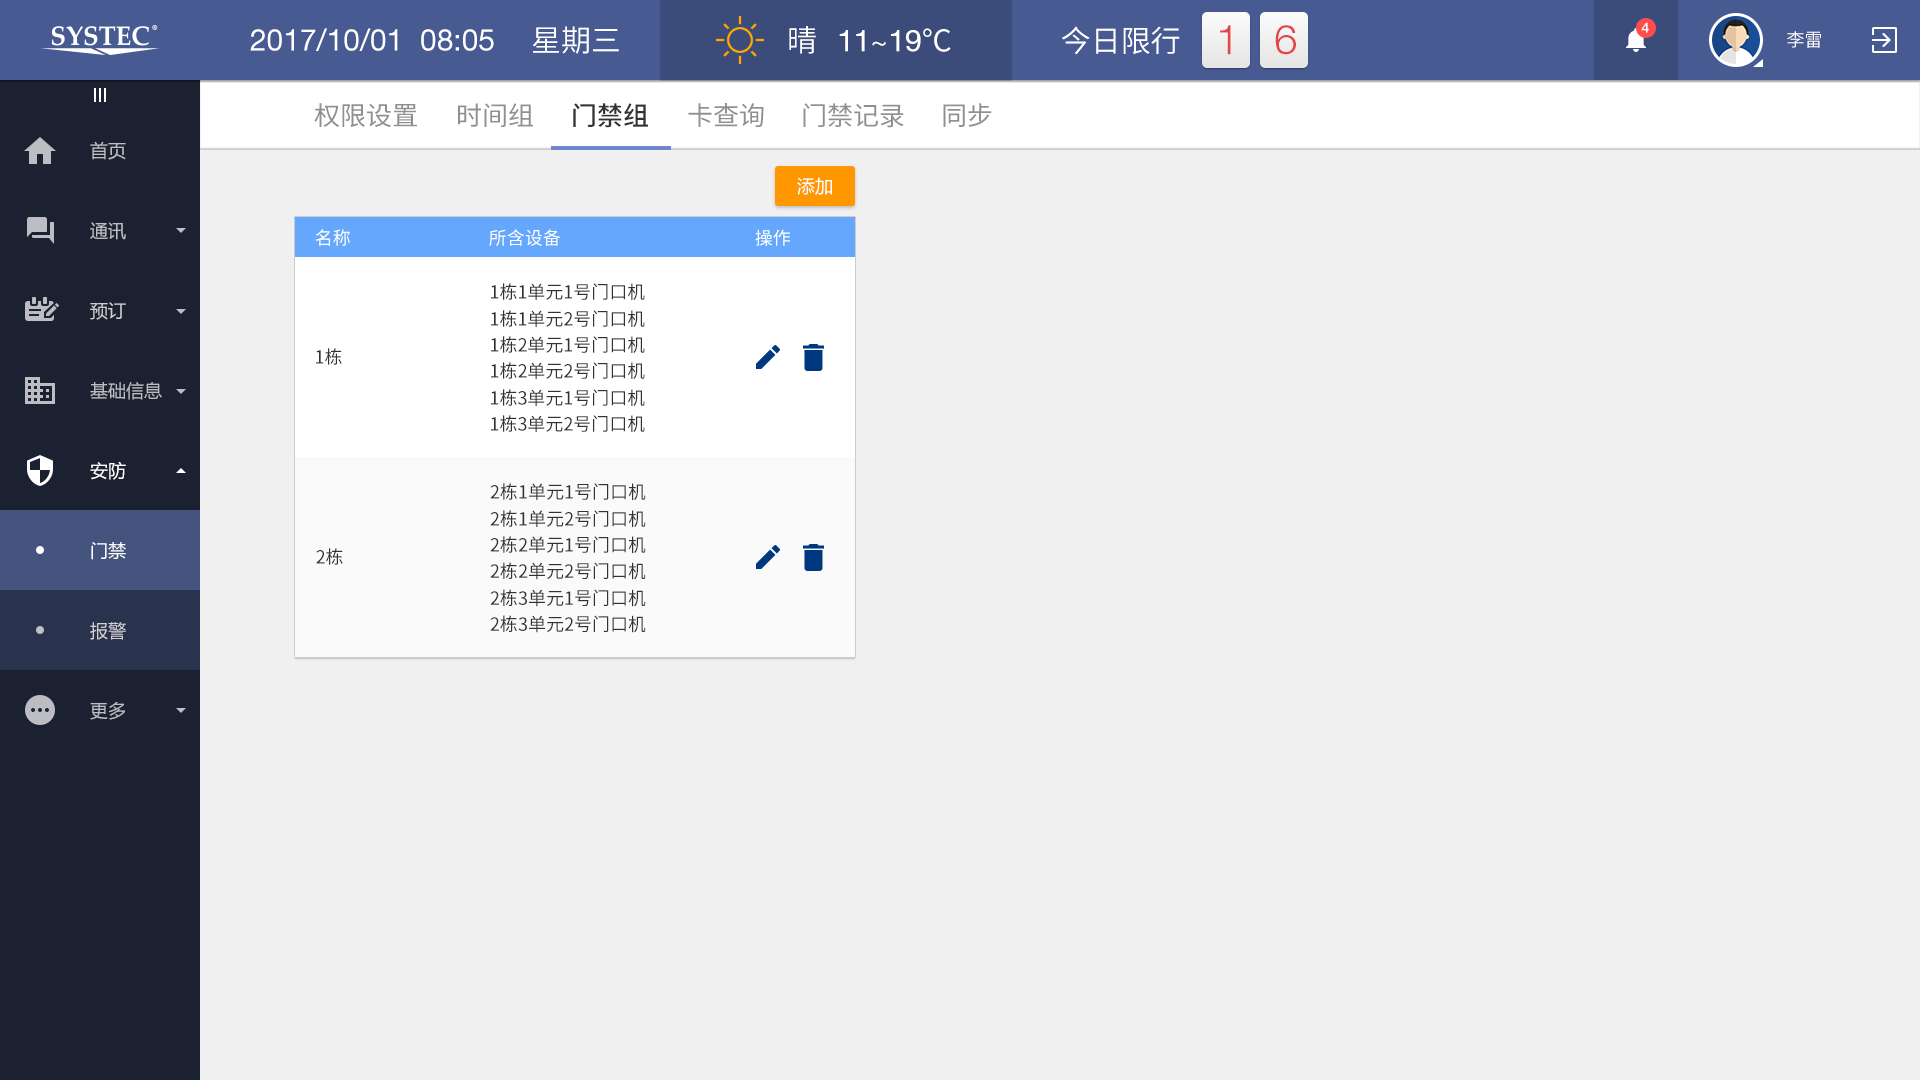 SYSTEC®
2017/10/01 08:05 星期三
晴 11~19℃
今日限行 1 6
4
李雷
首页
通讯
预订
基础信息
安防
门禁
报警
更多
权限设置 时间组 门禁组 卡查询 门禁记录 同步
添加
名称 所含设备 操作
1栋
1栋1单元1号门口机
1栋1单元2号门口机
1栋2单元1号门口机
1栋2单元2号门口机
1栋3单元1号门口机
1栋3单元2号门口机
2栋
2栋1单元1号门口机
2栋1单元2号门口机
2栋2单元1号门口机
2栋2单元2号门口机
2栋3单元1号门口机
2栋3单元2号门口机